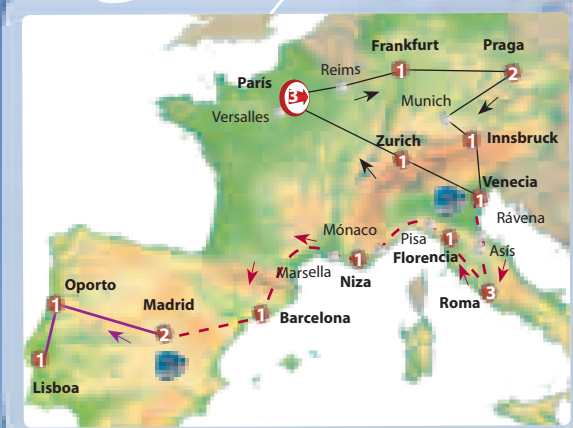 Frankfurt
Praga
1
2
Reims
París
3
Munich
Versalles
Zurich
1
Innsbruck
1
Venecia
1
Rávena
Mónaco
Pisa
1
Asís
Florencia
Marsella
1
Niza
Roma
3
Oporto
1
Madrid
2
1
Barcelona
1
Lisboa